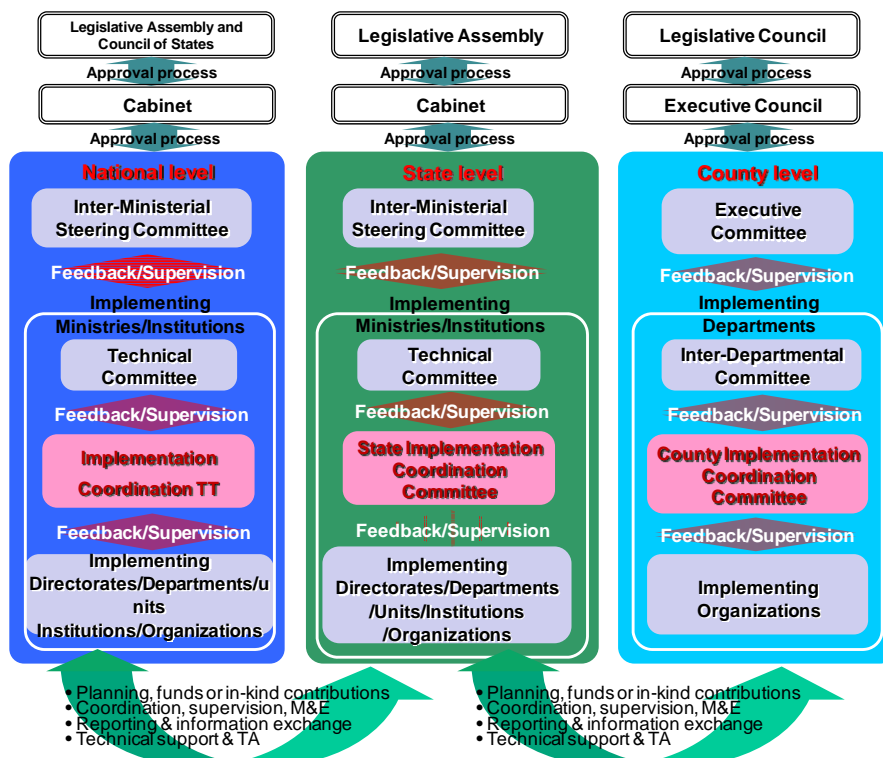 Legislative Assembly and
Council of States
Approval process
Cabinet
Approval process
National level
Inter-Ministerial
Steering Committee
Feedback/Supervision
Implementing
Ministries/Institutions
Technical
Committee
Feedback/Supervision
Implementation
Coordination TT
Feedback/Supervision
Implementing
Directorates/Departments/u
nits
Institutions/Organizations
Legislative Assembly
Approval process
Cabinet
Approval process
State level
Inter-Ministerial
Steering Committee
Feedback/Supervision
Implementing
Ministries/Institutions
Technical
Committee
Feedback/Supervision
State Implementation
Coordination
Committee
Feedback/Supervision
Implementing
Directorates/Departments
/Units/Institutions
/Organizations
Legislative Council
Approval process
Executive Council
Approval process
County level
Executive
Committee
Feedback/Supervision
Implementing
Departments
Inter-Departmental
Committee
Feedback/Supervision
County Implementation
Coordination
Committee
Feedback/Supervision
Implementing
Organizations
• Planning, funds or in-kind contributions
• Coordination, supervision, M&E
• Reporting & information exchange
• Technical support & TA
• Planning, funds or in-kind contributions
• Coordination, supervision, M&E
• Reporting & information exchange
• Technical support & TA